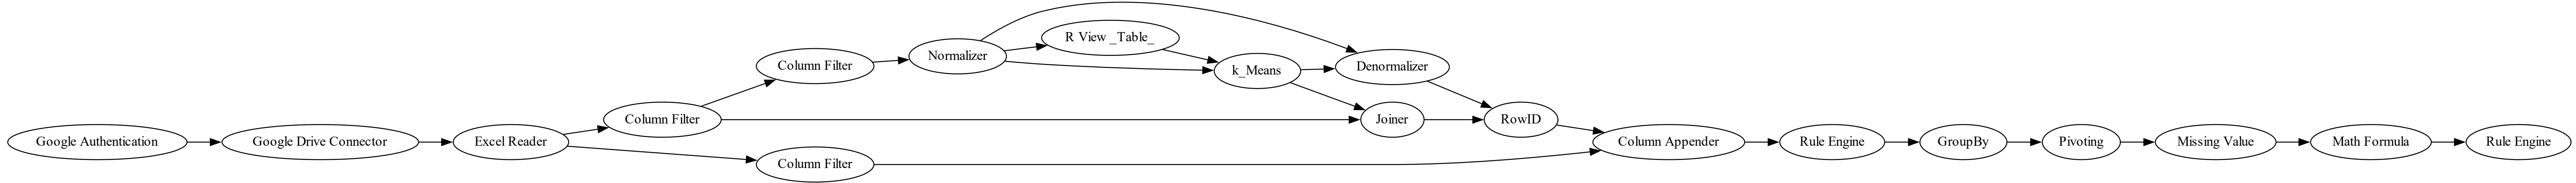 Google Authentication
Google Drive Connector
Excel Reader
Column Filter
Column Filter
Column Filter
Normalizer
R View _Table_
k_Means
Denormalizer
Joiner
RowID
Column Appender
Rule Engine
GroupBy
Pivoting
Missing Value
Math Formula
Rule Engine